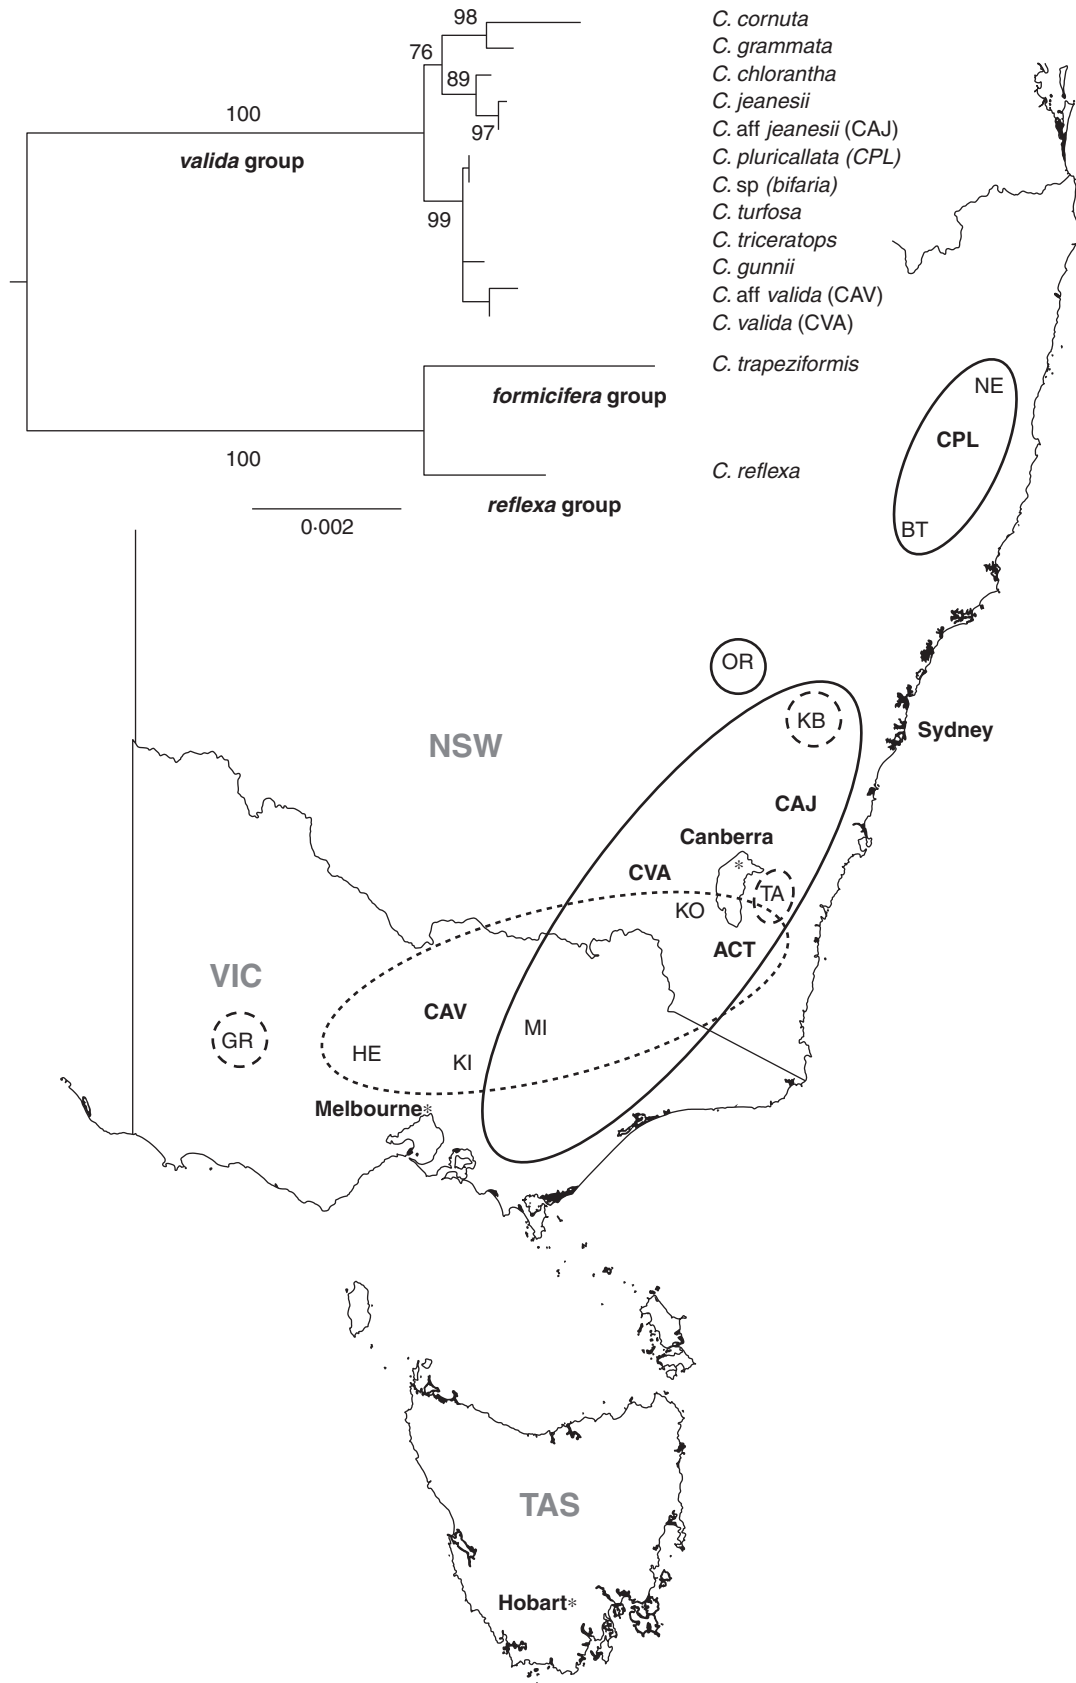 98
C. cornuta
76
C. grammata
89
C. chlorantha
C. jeanesii
100
97
C. aff jeanesii (CAJ)
valida group
C. pluricallata (CPL)
C. sp (bifaria)
99
C. turfosa
C. triceratops
C. gunnii
C. aff valida (CAV)
C. valida (CVA)
C. trapeziformis
formicifera group
100
C. reflexa
reflexa group
0·002
NE
CPL
BT
OR
KB
Sydney
NSW
CAJ
Canberra
*
CVA
TA
KO
ACT
VIC
CAV
MI
GR
HE
KI
Melbourne*
TAS
Hobart*